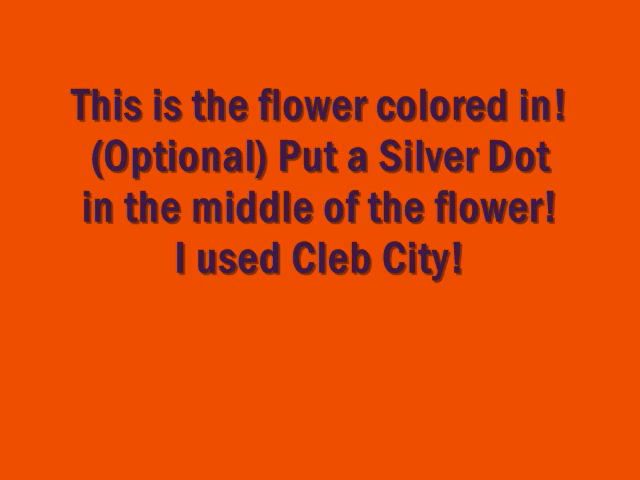 This is the flower colored in!
(Optional) Put a Silver Dot
in the middle of the flower!
I used Cleb City!